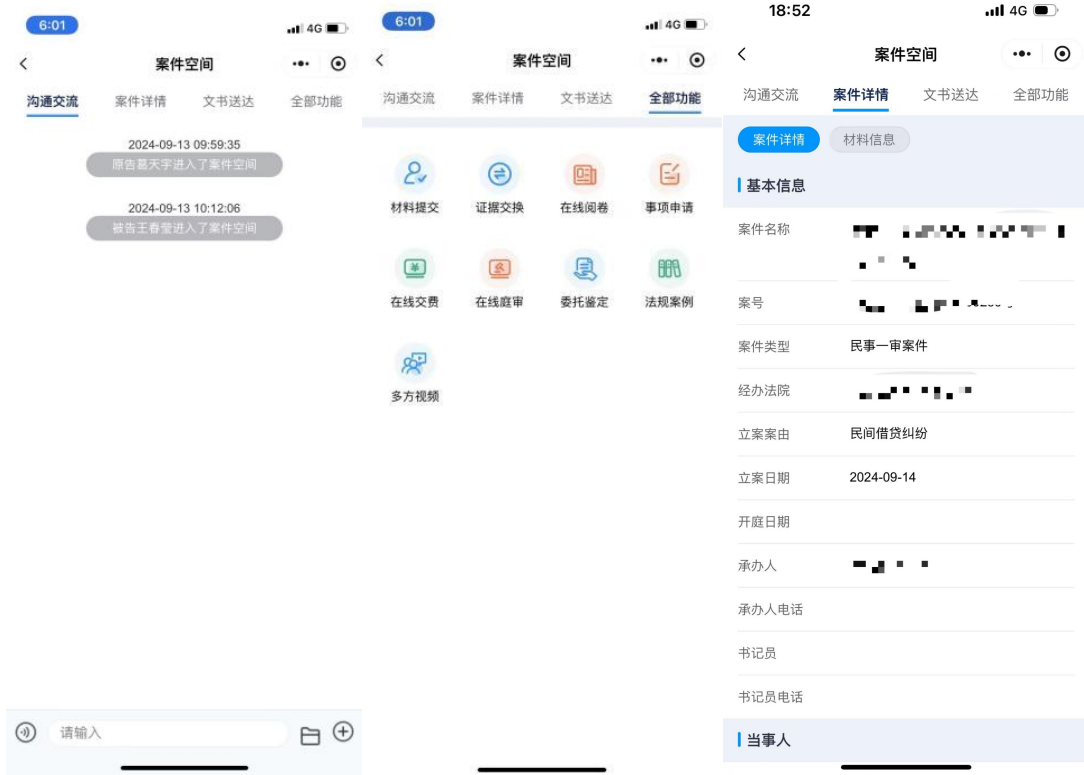 6:01
4G
案件空间
沟通交流 案件详情 文书送达 全部功能
2024-09-13 09:59:35
原告葛天字进入了案件空间
2024-09-13 10:12:06
被告王春莹进入了案件空间
请输入
6:01
4G
案件空间
沟通交流 案件详情 文书送达 全部功能
材料提交 证据交换 在线阅卷 事项申请
在线交费 在线庭审 委托鉴定 法规案例
多方视频
18:52
4G
案件空间
沟通交流 案件详情 文书送达 全部功能
案件详情 材料信息
基本信息
案件名称
案号
案件类型 民事一审案件
经办法院
立案案由 民间借贷纠纷
立案日期 2024-09-14
开庭日期
承办人
承办人电话
书记员
书记员电话
当事人